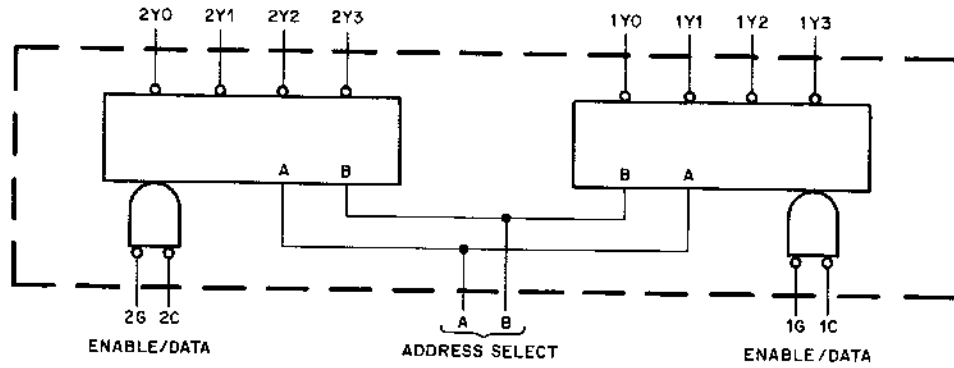 2Y0 2Y1 2Y2 2Y3 1Y0 1Y1 1Y2 1Y3
A B B A
2G 2C A B 1G 1C
ENABLE/DATA ADDRESS SELECT ENABLE/DATA